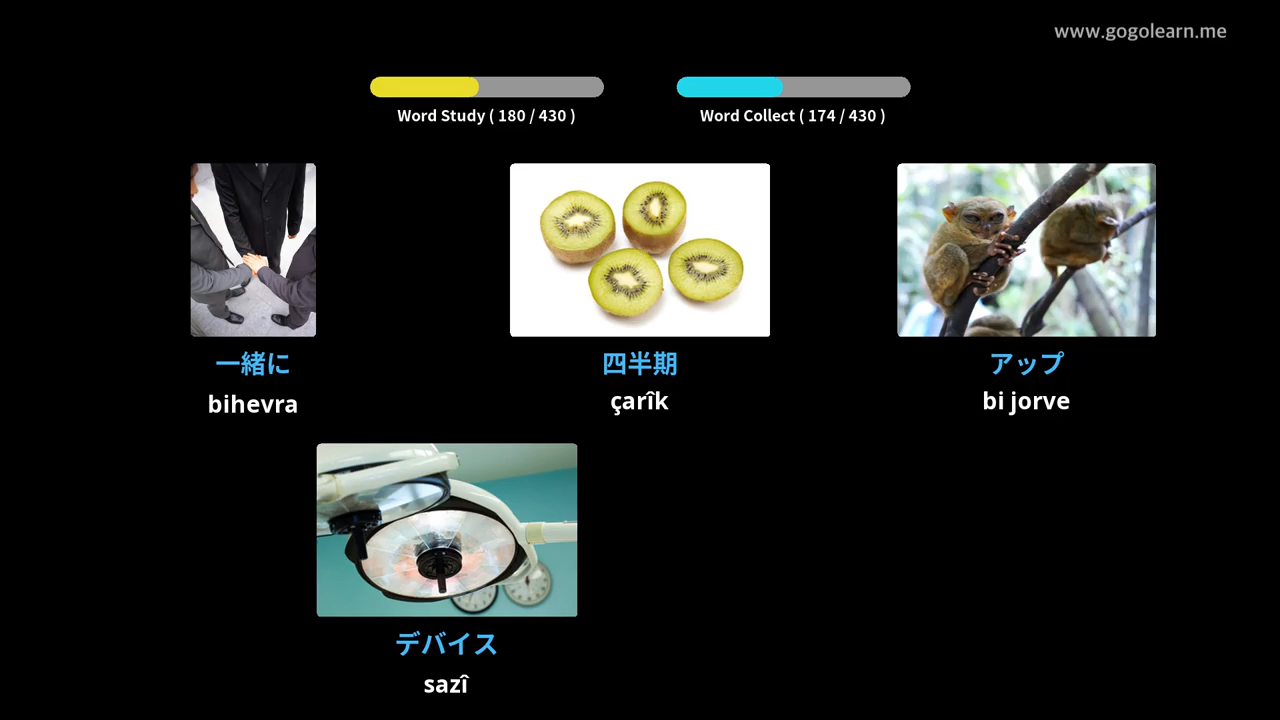 www.gogolearn.me
Word Study ( 180 / 430 )
Word Collect ( 174 / 430 )
一緒に
bihevra
四半期
çarîk
アップ
bi jorve
デバイス
sazî